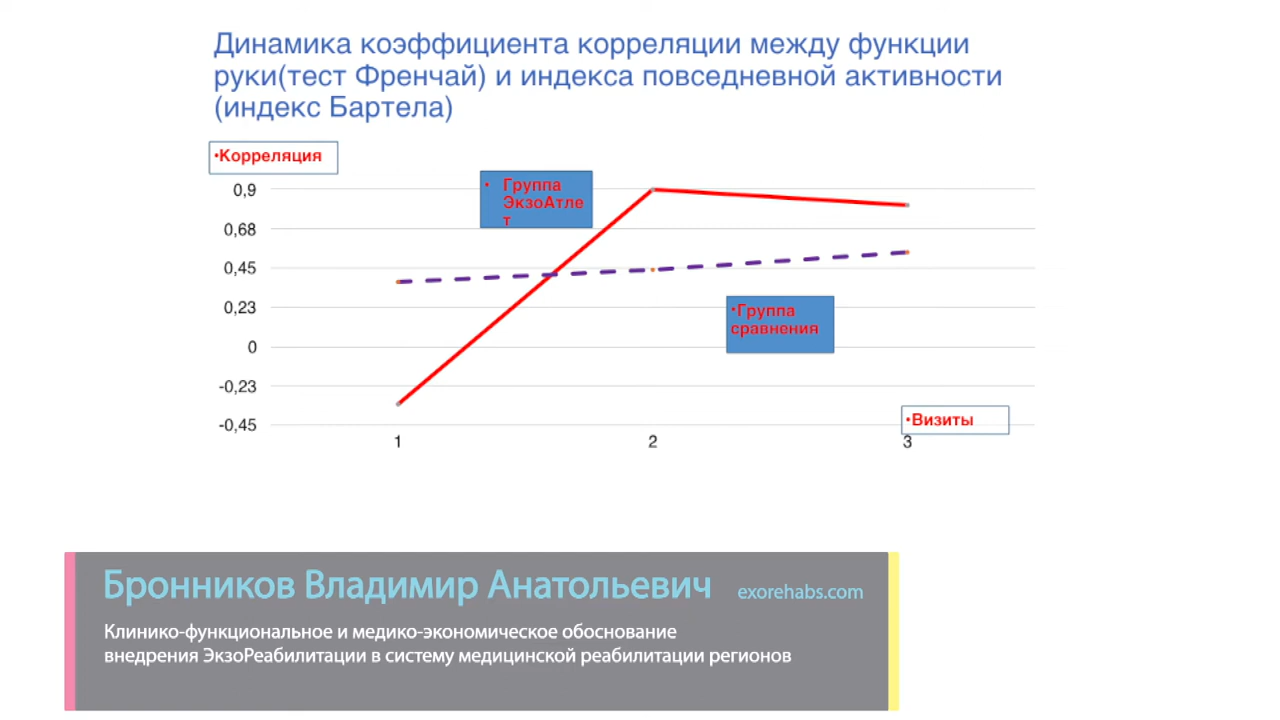 Динамика коэффициента корреляции между функции
руки(тест Френчай) и индекса повседневной активности
(индекс Бартела)
•Корреляция
• Группа
ЭкзоАтле
т
0,9
0,68
0,45
0,23
0
-0,23
-0,45
•Группа
сравнения
•Визиты
1 2 3
Бронников Владимир Анатольевич exorehabs.com
Клинико-функциональное и медико-экономическое обоснование
внедрения ЭкзоРеабилитации в систему медицинской реабилитации регионов